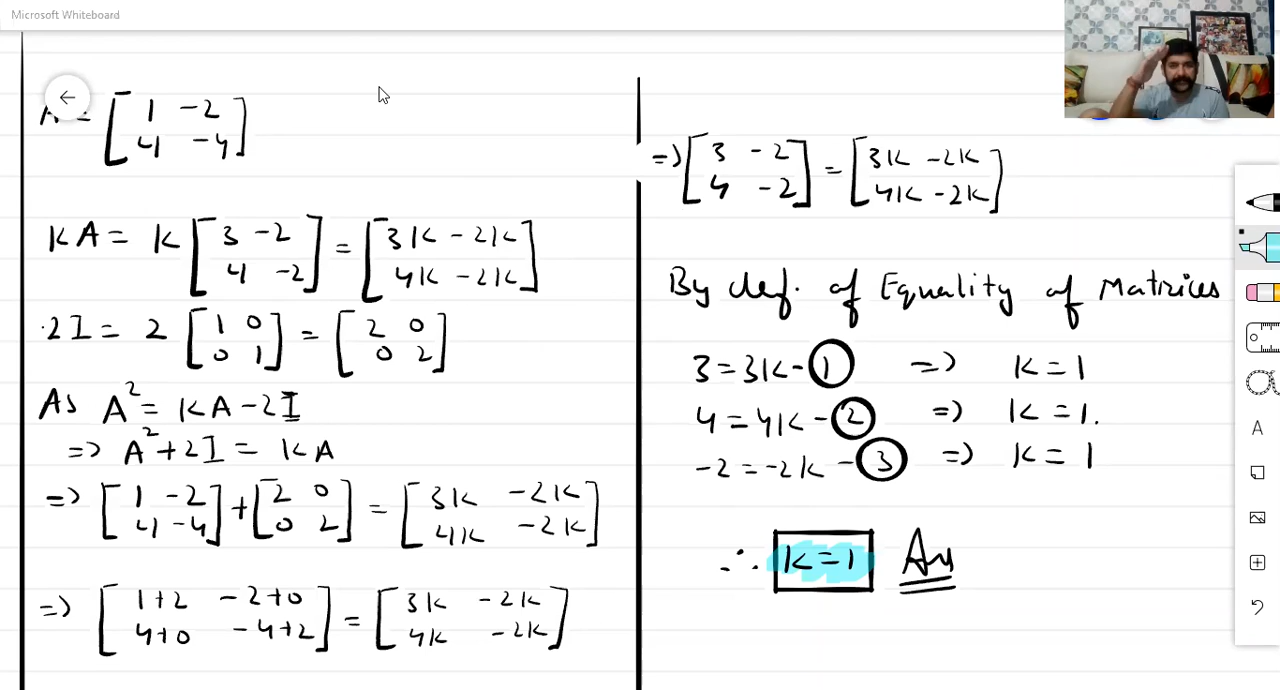 Microsoft Whiteboard
= [ 1 -2
4 -4 ]
KA = K [ 3 -2
4 -2 ] = [ 3K -2K
4K -2K ]
2I = 2 [ 1 0
0 1 ] = [ 2 0
0 2 ]
As A² = KA - 2I
=> A² + 2I = KA
=> [ 1 -2
4 -4 ] + [ 2 0
0 2 ] = [ 3K -2K
4K -2K ]
=> [ 1+2 -2+0
4+0 -4+2 ] = [ 3K -2K
4K -2K ]
=> [ 3 -2
4 -2 ] = [ 3K -2K
4K -2K ]
By def. of Equality of Matrices
3 = 3K - 1 => K = 1
4 = 4K - 2 => K = 1.
-2 = -2K - 3 => K = 1
∴ K = 1 Ans
A